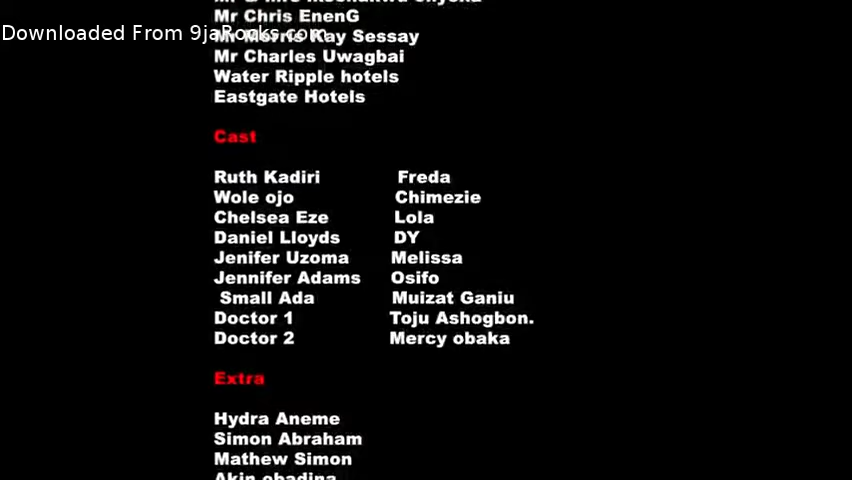 Mr Chris EnenG
Downloaded From 9jaRocks.com
Mr Morris Kay Sessay
Mr Charles Uwagbai
Water Ripple hotels
Eastgate Hotels
Cast
Ruth Kadiri Freda
Wole ojo Chimezie
Chelsea Eze Lola
Daniel Lloyds DY
Jenifer Uzoma Melissa
Jennifer Adams Osifo
Small Ada Muizat Ganiu
Doctor 1 Toju Ashogbon.
Doctor 2 Mercy obaka
Extra
Hydra Aneme
Simon Abraham
Mathew Simon
Akin obadina